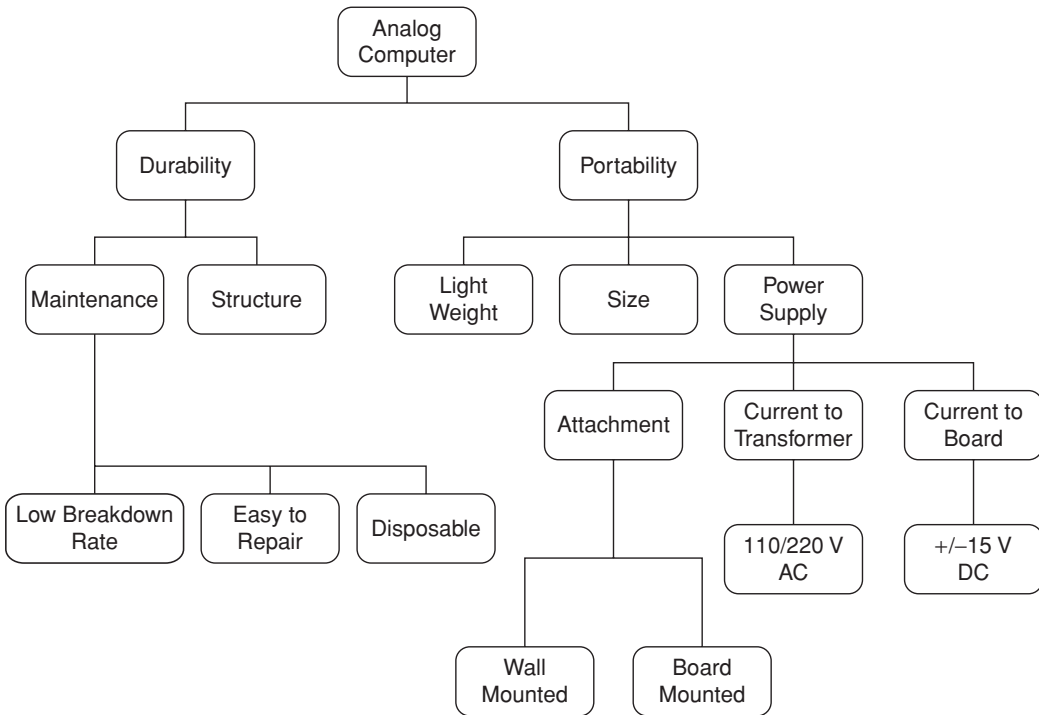 Analog
Computer
Durability
Portability
Maintenance
Structure
Light
Weight
Size
Power
Supply
Attachment
Current to
Transformer
Current to
Board
Low Breakdown
Rate
Easy to
Repair
Disposable
110/220 V
AC
+/−15 V
DC
Wall
Mounted
Board
Mounted